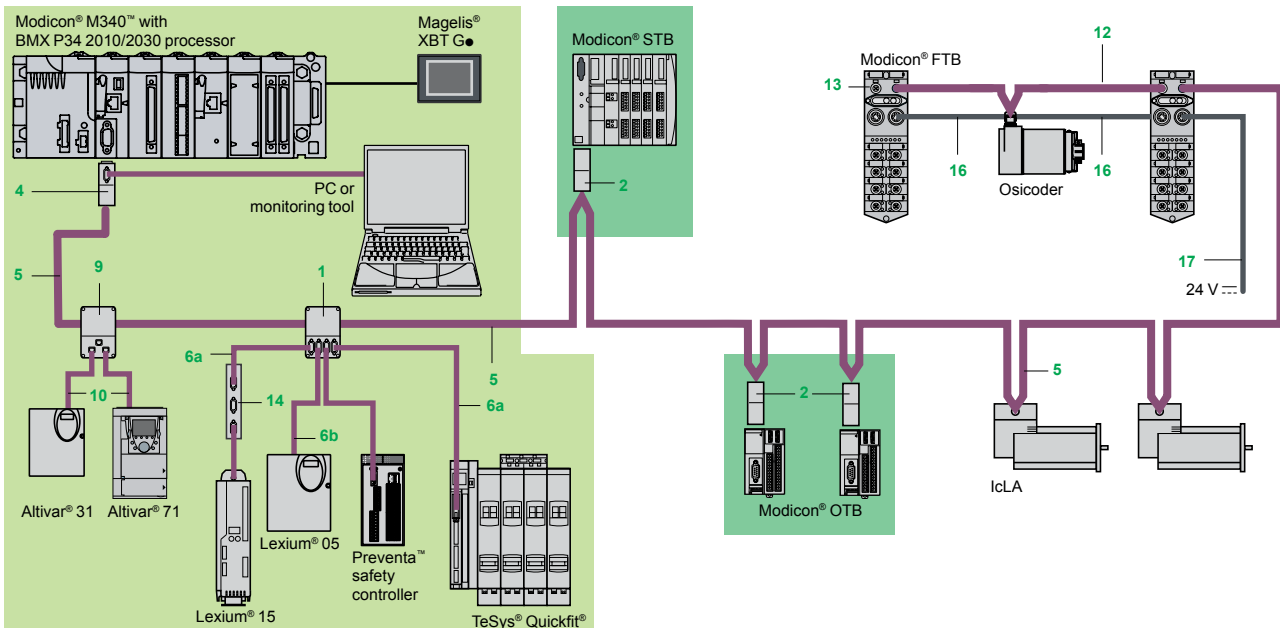 Modicon® M340™ with
BMX P34 2010/2030 processor
Magelis®
XBT G●
Modicon® STB
12
Modicon® FTB
13
4
PC or
monitoring tool
2
16
16
Osicoder
5
9
1
17
24 V
6a
5
6a
10
14
6b
2
5
Altivar® 31
Altivar® 71
Lexium® 05
Preventa™
safety
controller
Lexium® 15
TeSys® Quickfit®
Modicon® OTB
IcLA